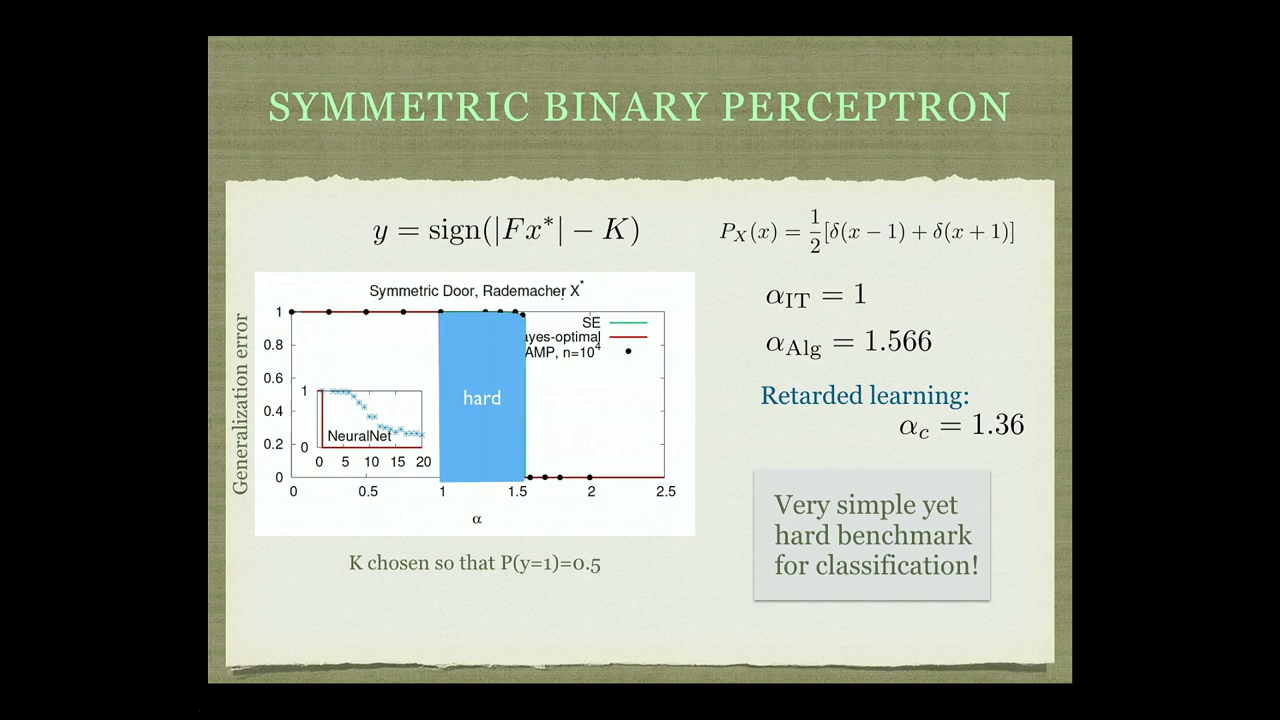 SYMMETRIC BINARY PERCEPTRON
y = sign(|Fx*| − K)
P_X(x) = 1/2[δ(x − 1) + δ(x + 1)]
Symmetric Door, Rademacher X*
Generalization error
1
0.8
0.6
0.4
0.2
0
SE
ayes-optimal
AMP, n=10^4
hard
1
0
NeuralNet
0 5 10 15 20
0 0.5 1 1.5 2 2.5
α
K chosen so that P(y=1)=0.5
α_IT = 1
α_Alg = 1.566
Retarded learning:
α_c = 1.36
Very simple yet
hard benchmark
for classification!